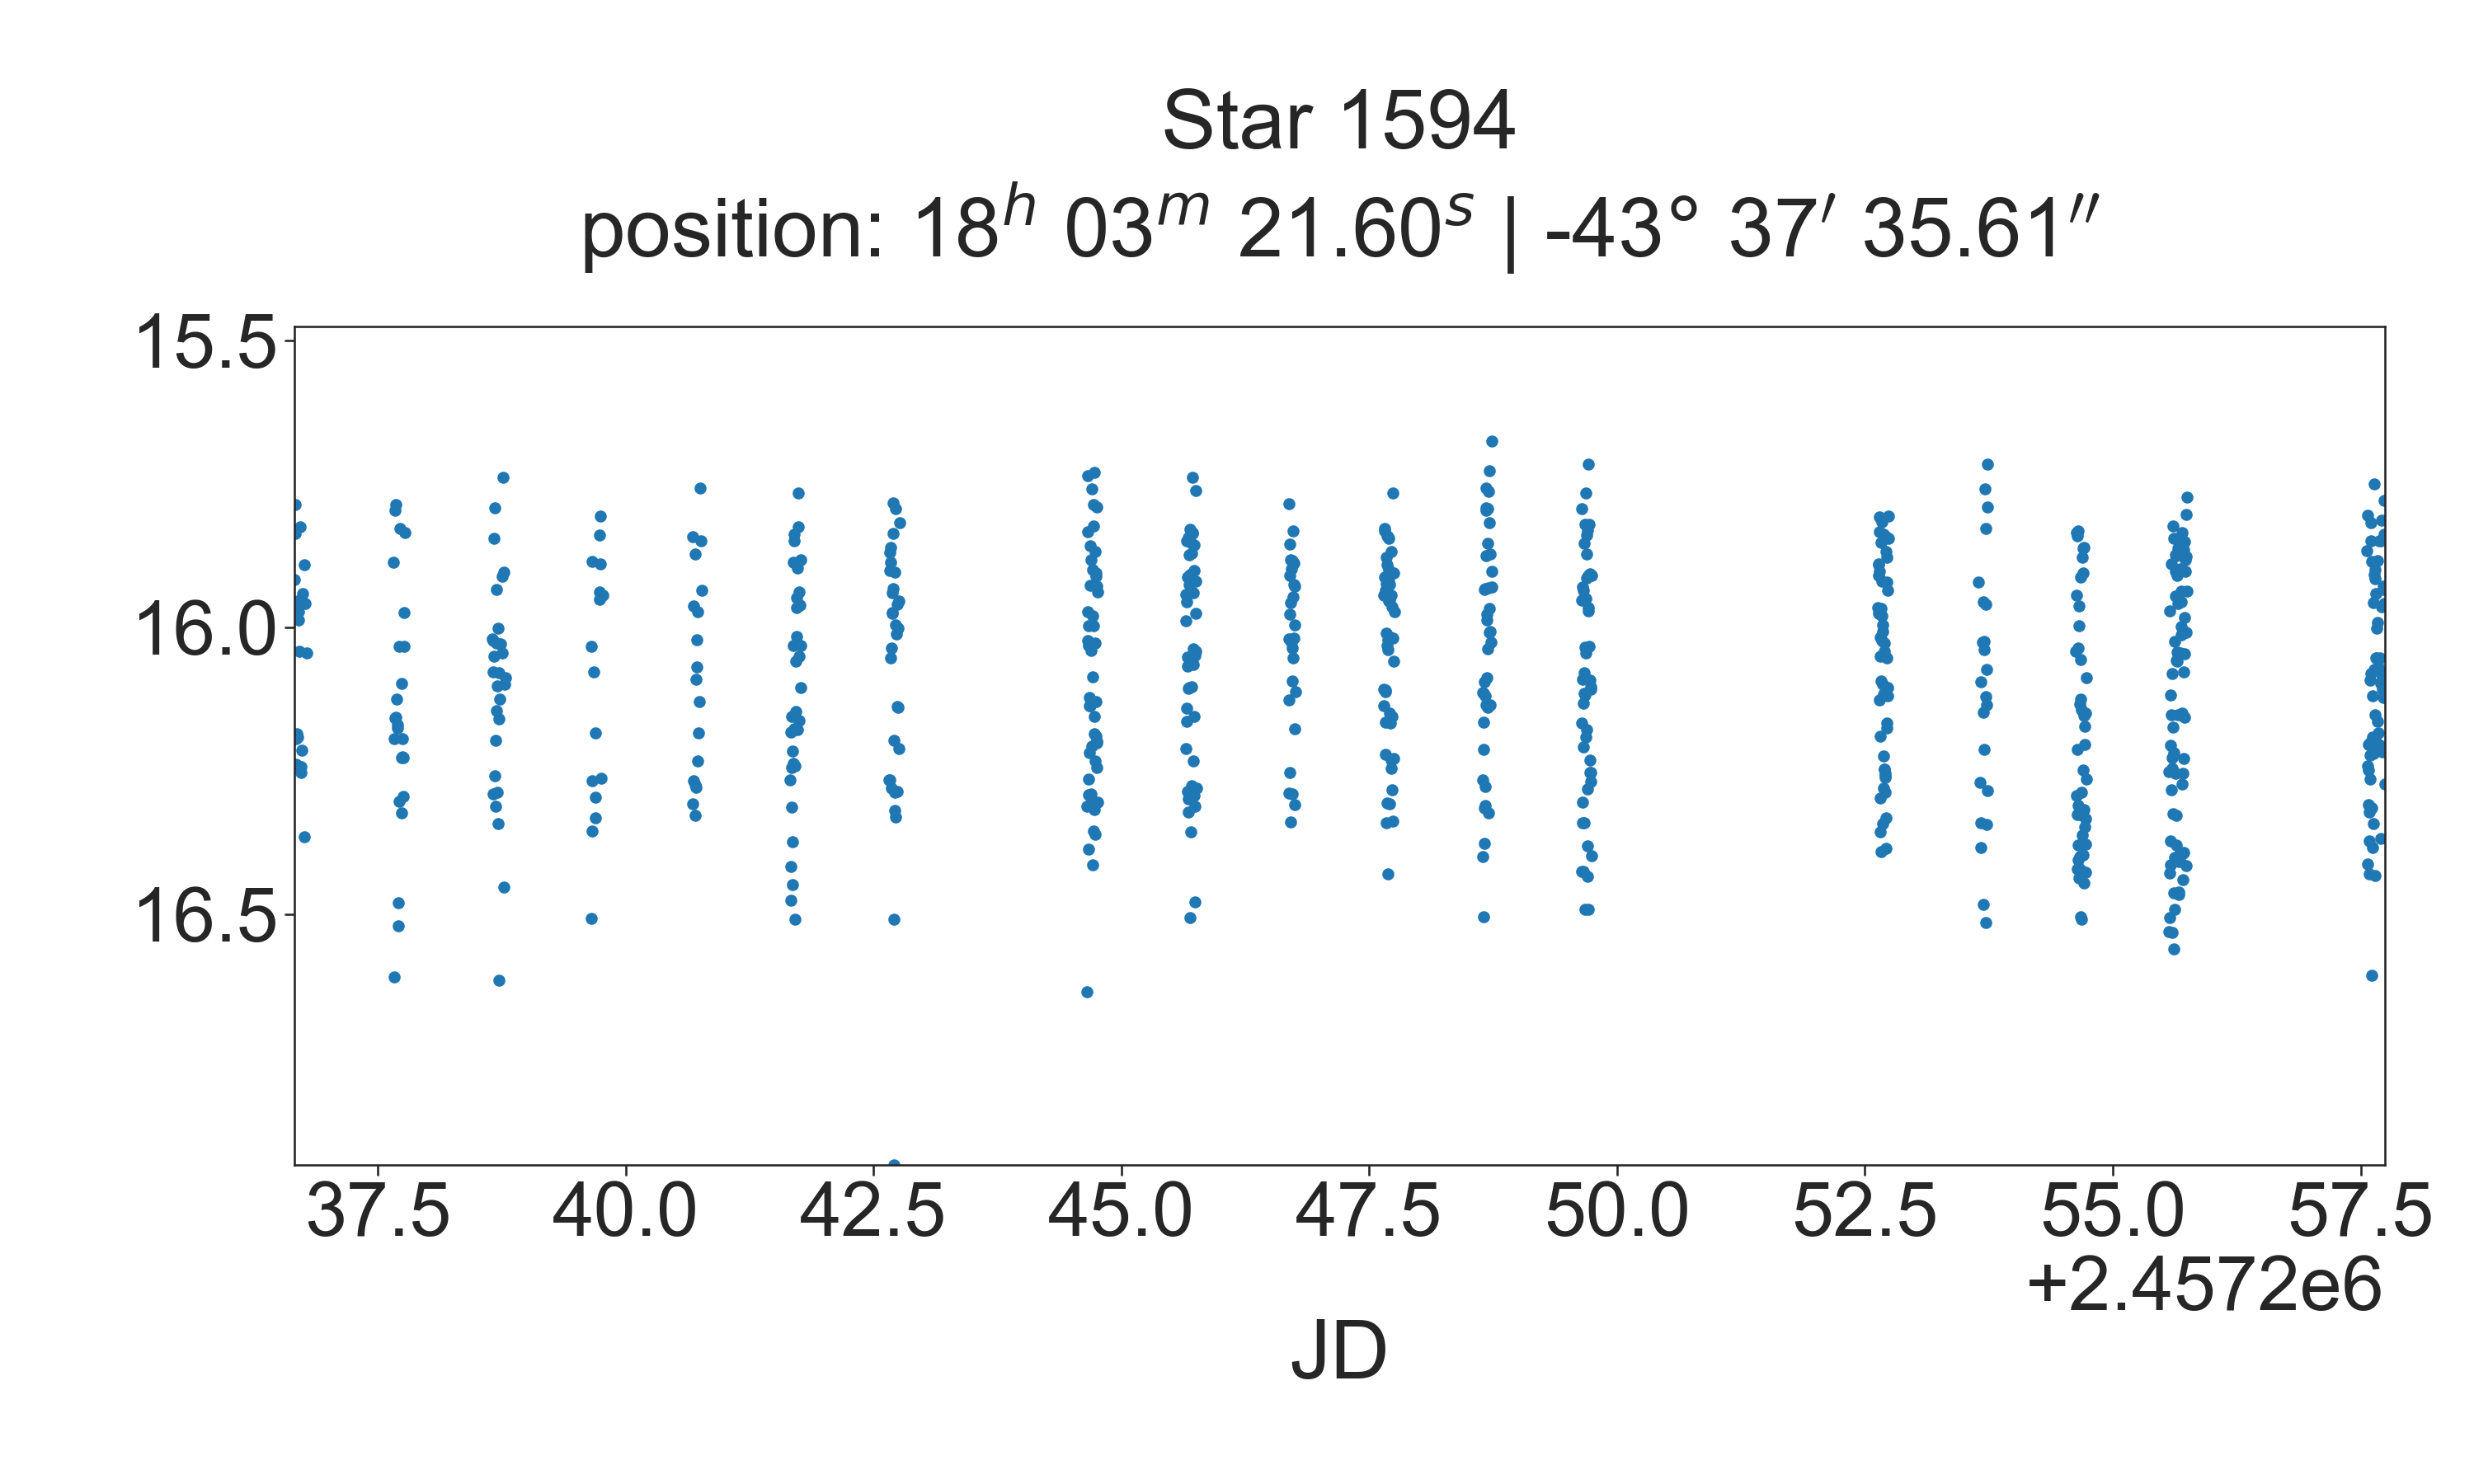 Star 1594
position: 18ʰ 03ᵐ 21.60ˢ | -43° 37′ 35.61′′
15.5
16.0
16.5
37.5 40.0 42.5 45.0 47.5 50.0 52.5 55.0 57.5
+2.4572e6
JD